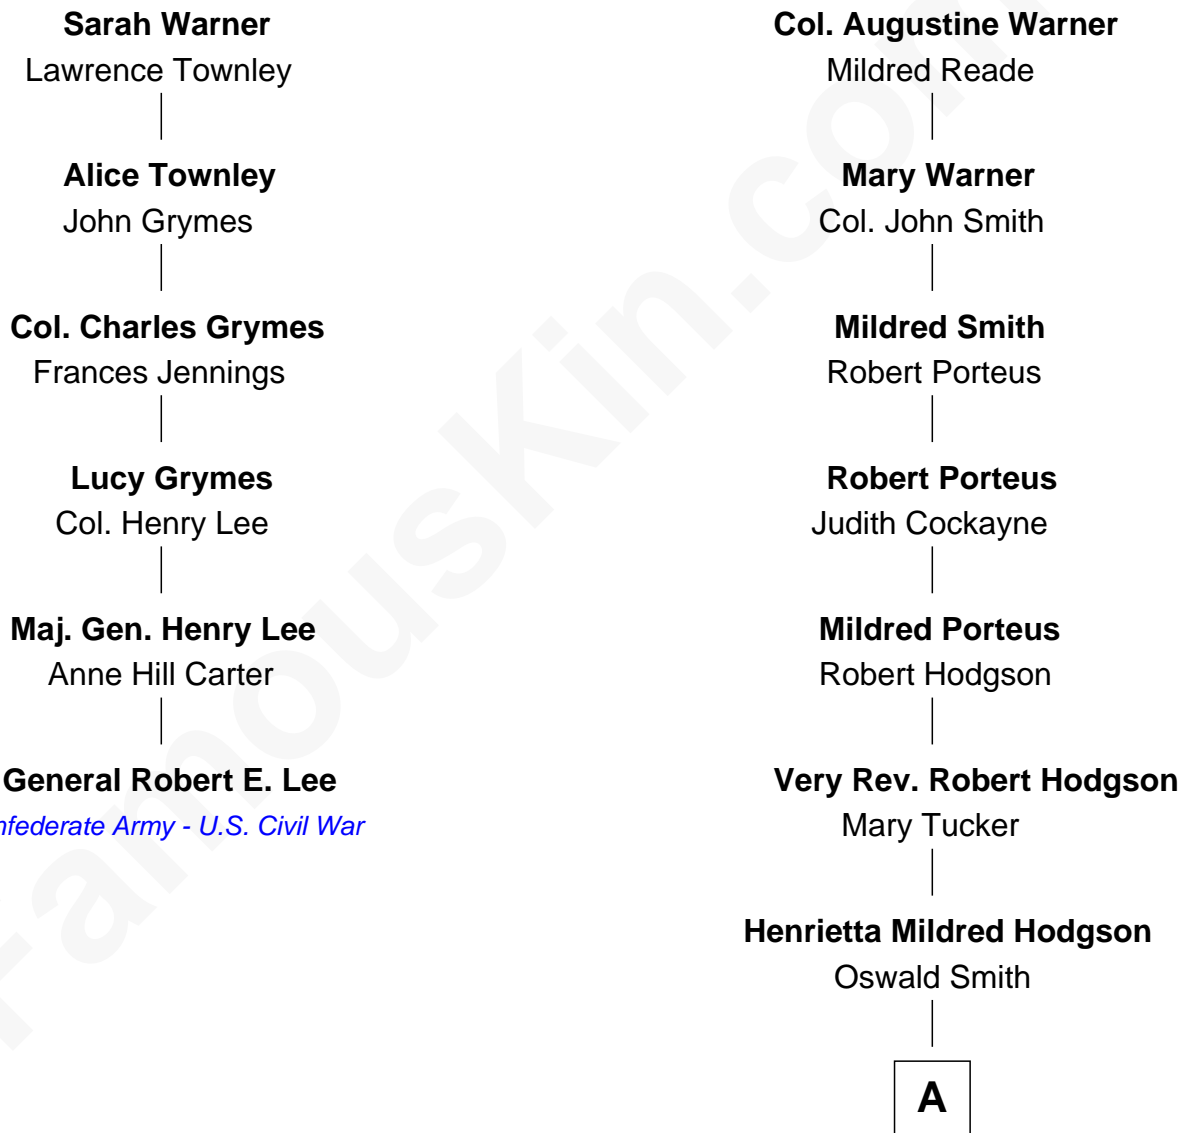 Sarah Warner
Lawrence Townley
Alice Townley
John Grymes
Col. Charles Grymes
Frances Jennings
Lucy Grymes
Col. Henry Lee
Maj. Gen. Henry Lee
Anne Hill Carter
General Robert E. Lee
nfederate Army - U.S. Civil War
Col. Augustine Warner
Mildred Reade
Mary Warner
Col. John Smith
Mildred Smith
Robert Porteus
Robert Porteus
Judith Cockayne
Mildred Porteus
Robert Hodgson
Very Rev. Robert Hodgson
Mary Tucker
Henrietta Mildred Hodgson
Oswald Smith
A
FamousKin.com